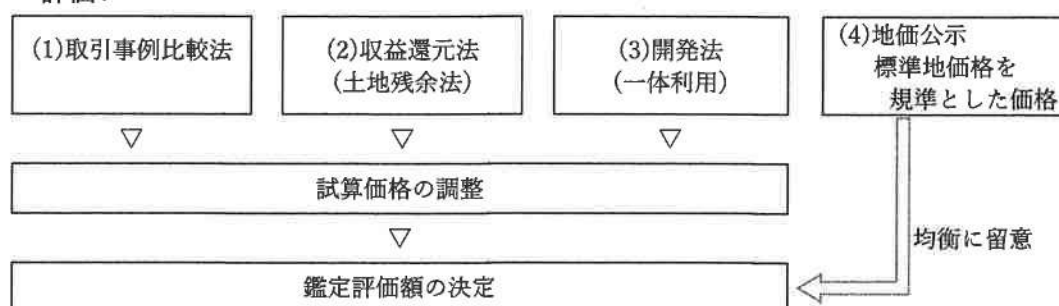 (1)取引事例比較法
(2)収益還元法
(土地残余法)
(3)開発法
(一体利用)
(4)地価公示
標準地価格を
規準とした価格
▽
▽
▽
試算価格の調整
▽
均衡に留意
鑑定評価額の決定